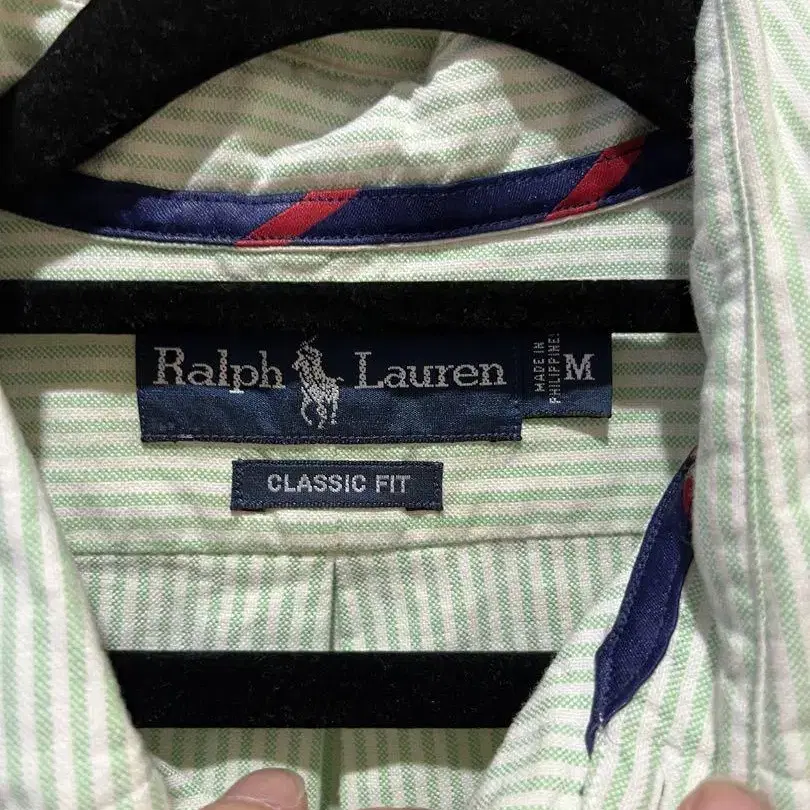 Ralph Lauren
MADE IN
PHILIPPINES
M
CLASSIC FIT